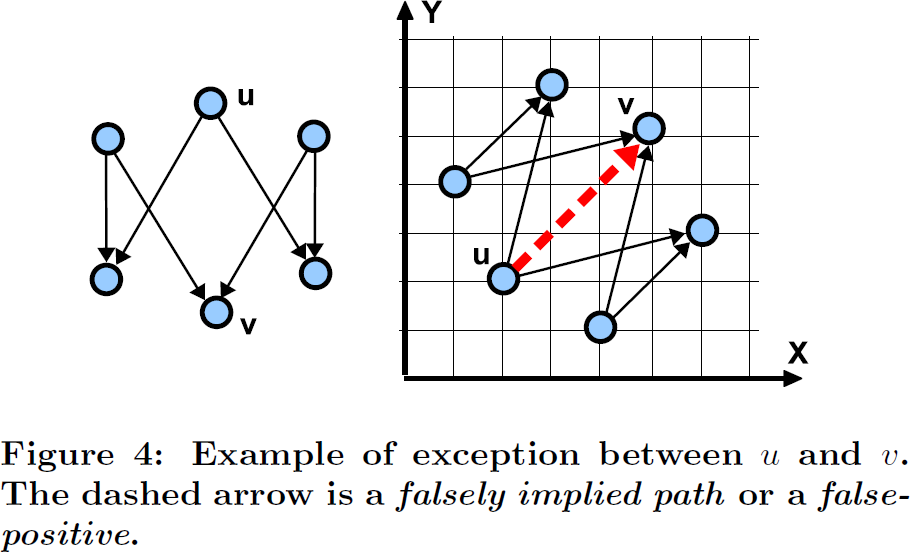 u
v
Y
v
u
X
Figure 4: Example of exception between u and v.
The dashed arrow is a falsely implied path or a false-
positive.